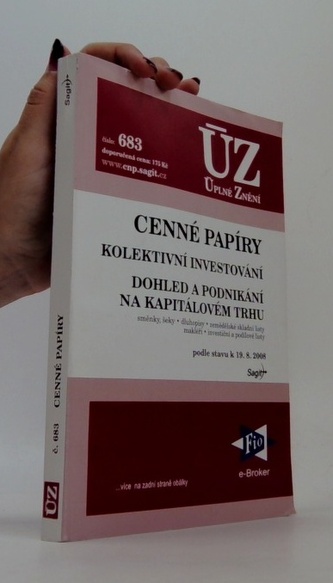 Sagit
č. 683 CENNÉ PAPÍRY
ÚZ
číslo 683
doporučená cena: 175 Kč
www.cnp.sagit.cz
ÚZ
ÚPLNÉ ZNĚNÍ
CENNÉ PAPÍRY
KOLEKTIVNÍ INVESTOVÁNÍ
DOHLED A PODNIKÁNÍ
NA KAPITÁLOVÉM TRHU
směnky, šeky • dluhopisy • zemědělské skladní listy
makléři • investiční a podílové listy
podle stavu k 19. 8. 2008
Sagit
Fio
e-Broker
...více na zadní straně obálky